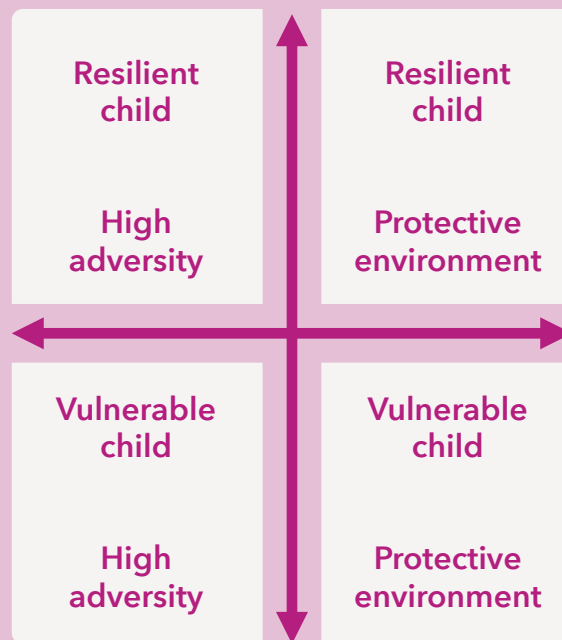 Resilient
child
High
adversity
Resilient
child
Protective
environment
Vulnerable
child
High
adversity
Vulnerable
child
Protective
environment